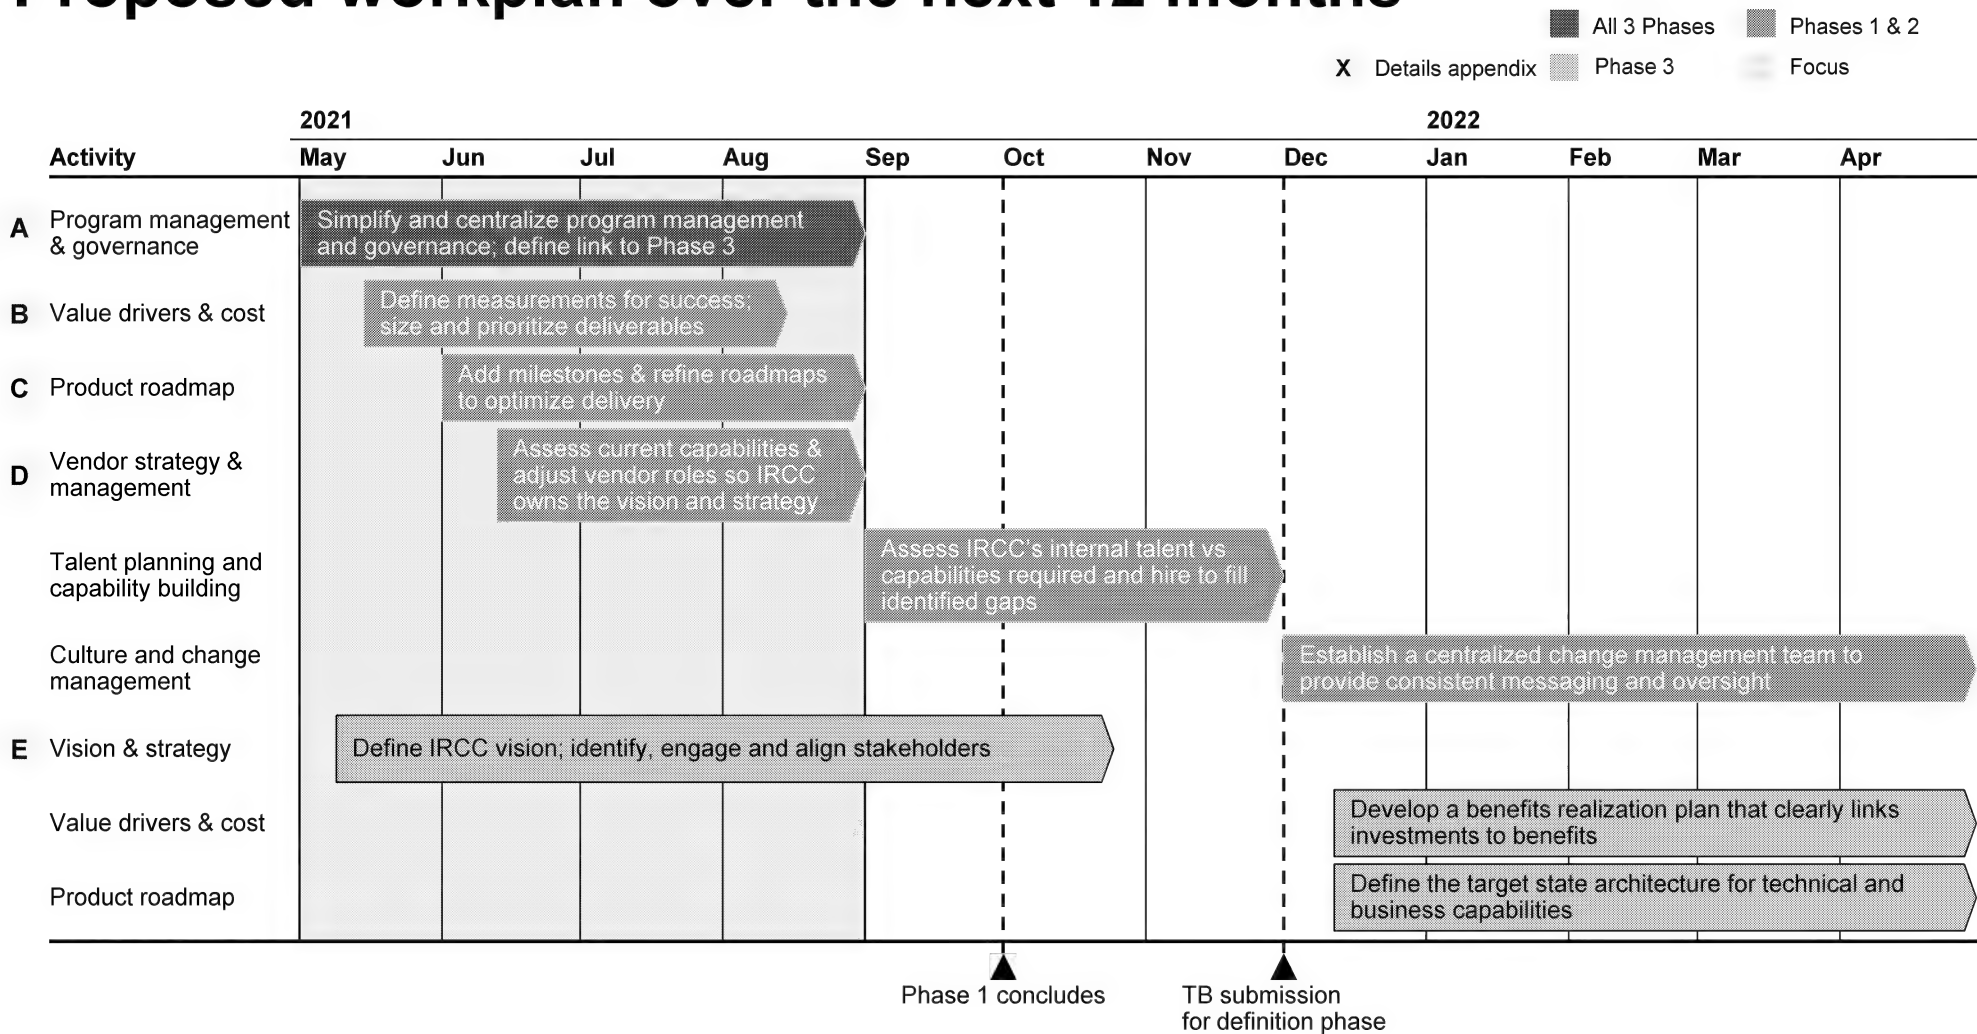 Proposed workplan over the next 12 months
All 3 Phases
Phases 1 & 2
X Details appendix
Phase 3
Focus
2021
2022
Activity
May
Jun
Jul
Aug
Sep
Oct
Nov
Dec
Jan
Feb
Mar
Apr
A
Program management
& governance
Simplify and centralize program management
and governance; define link to Phase 3
B
Value drivers & cost
Define measurements for success;
size and prioritize deliverables
C
Product roadmap
Add milestones & refine roadmaps
to optimize delivery
D
Vendor strategy &
management
Assess current capabilities &
adjust vendor roles so IRCC
owns the vision and strategy
Talent planning and
capability building
Assess IRCC's internal talent vs
capabilities required and hire to fill
identified gaps
Culture and change
management
Establish a centralized change management team to
provide consistent messaging and oversight
E
Vision & strategy
Define IRCC vision; identify, engage and align stakeholders
Value drivers & cost
Develop a benefits realization plan that clearly links
investments to benefits
Product roadmap
Define the target state architecture for technical and
business capabilities
Phase 1 concludes
TB submission
for definition phase